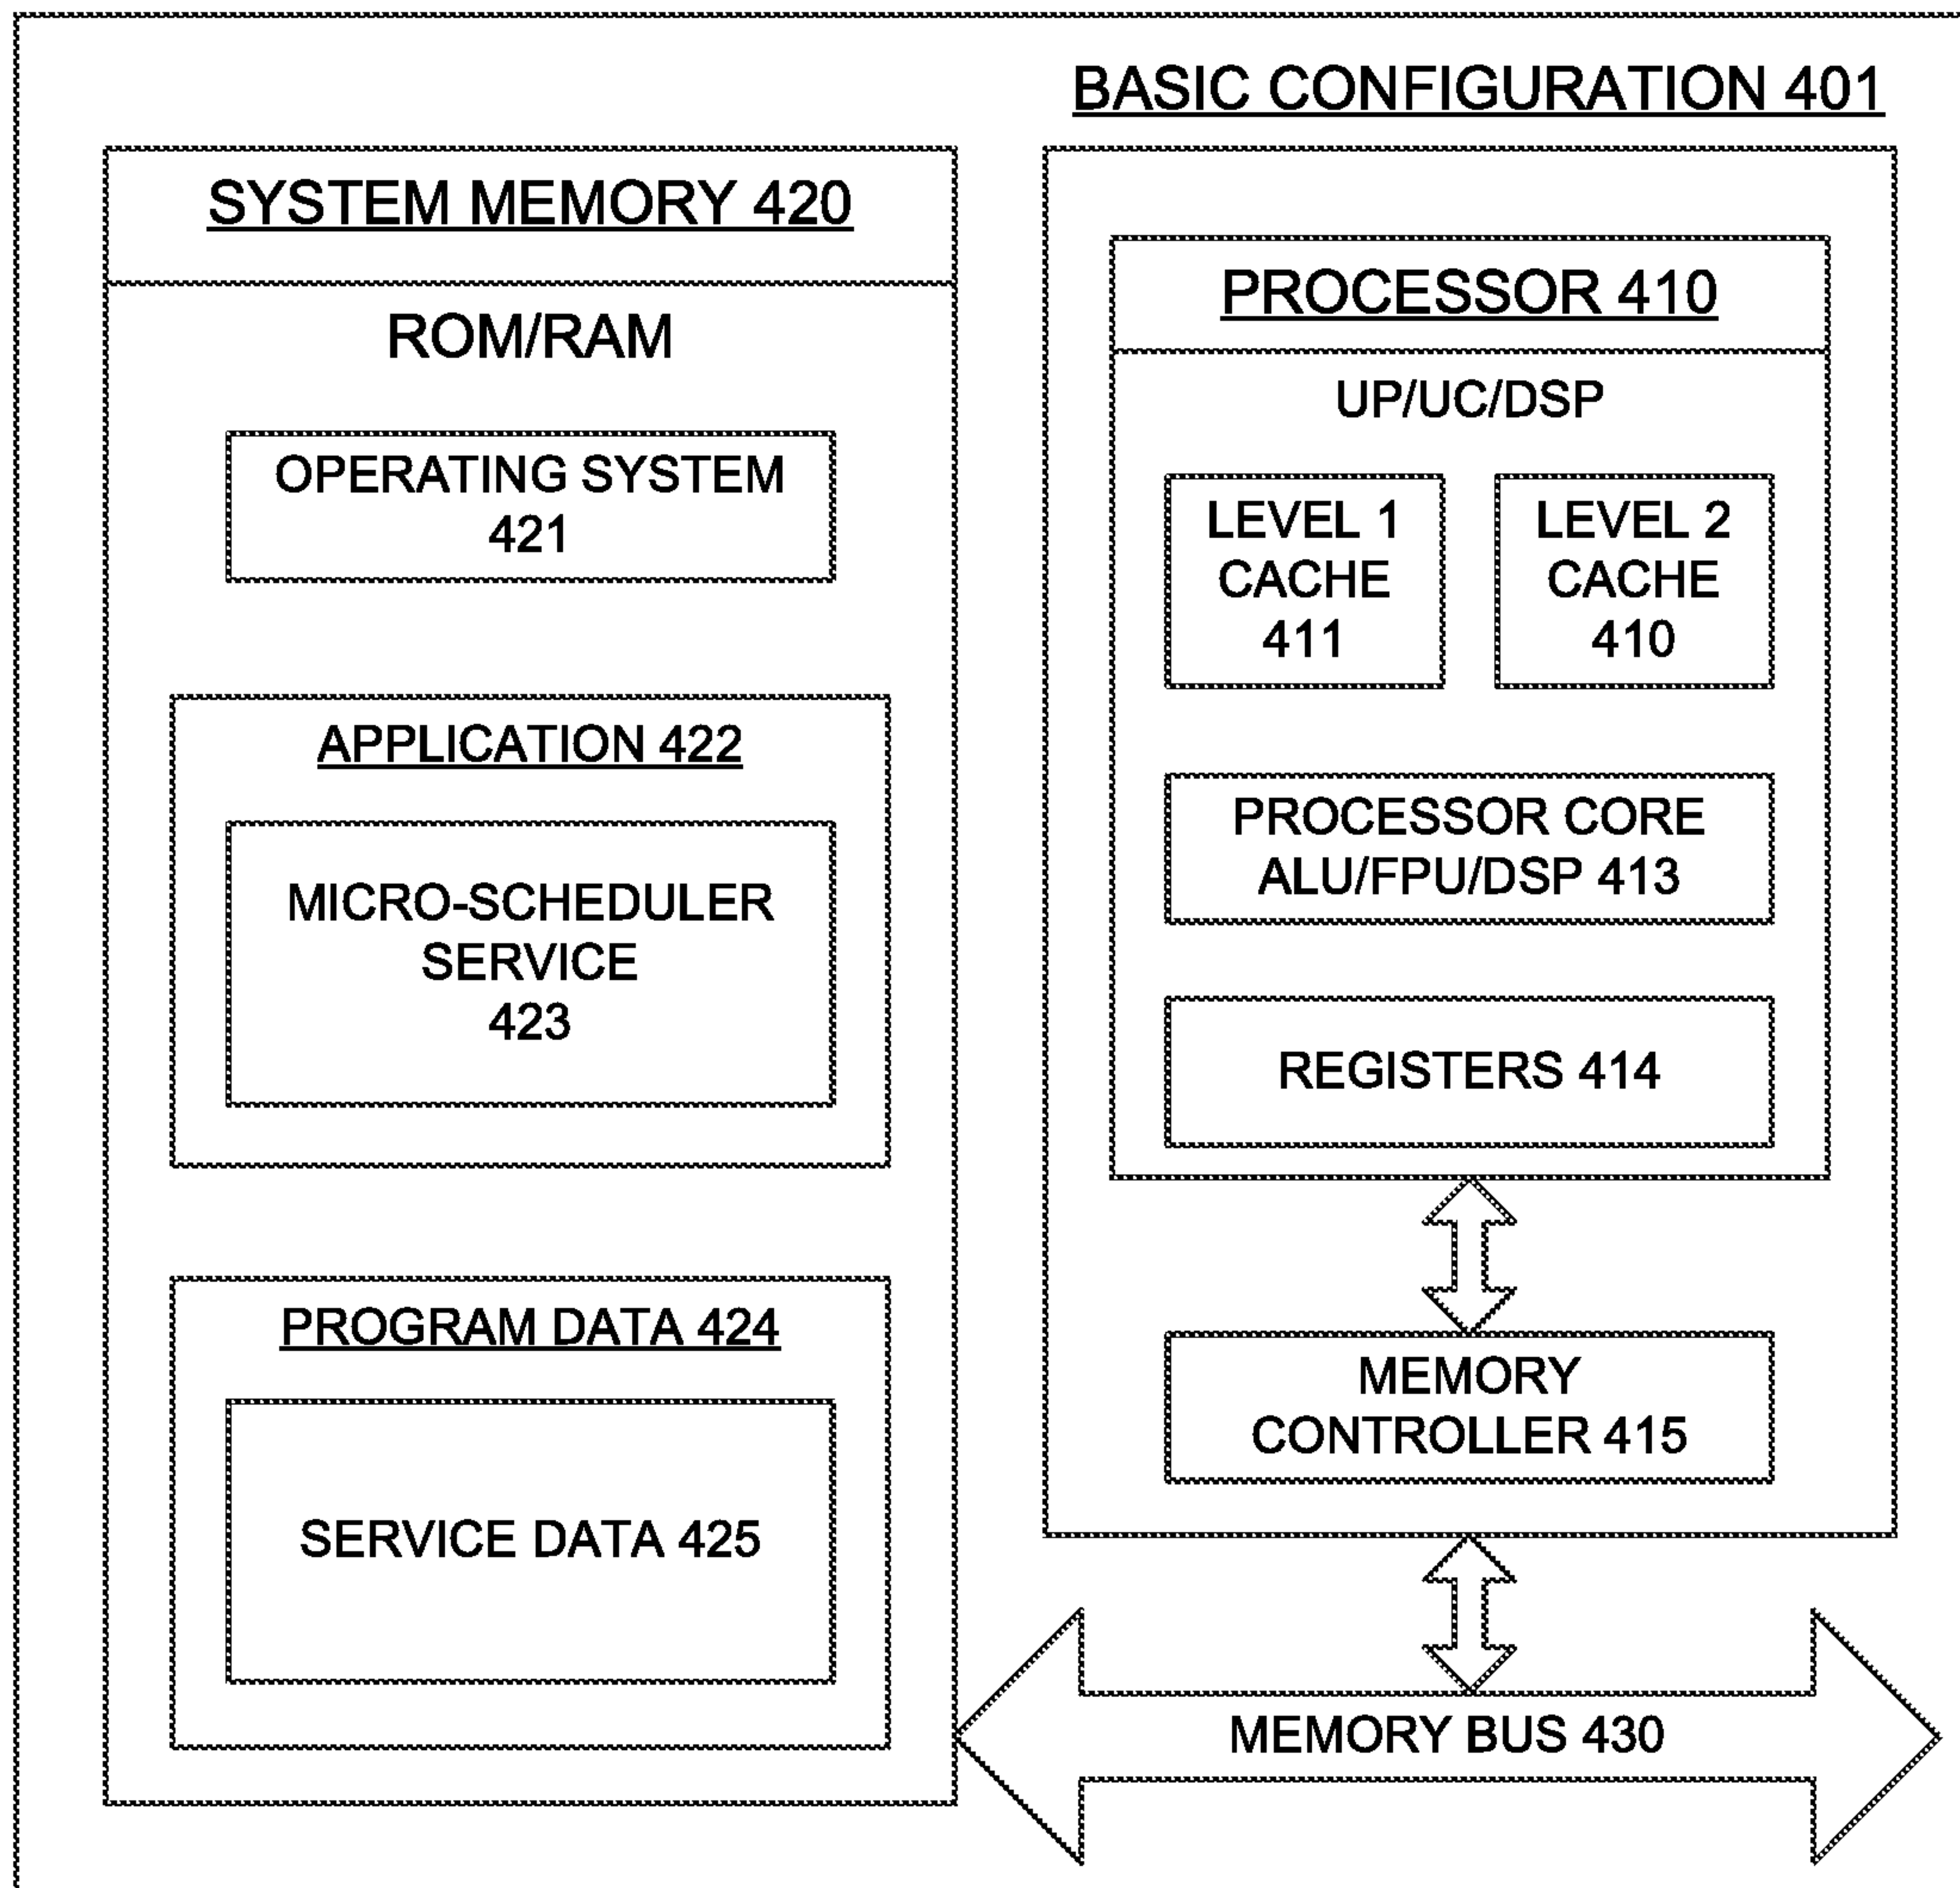 BASIC CONFIGURATION 401
SYSTEM MEMORY 420
ROM/RAM
OPERATING SYSTEM
421
APPLICATION 422
MICRO-SCHEDULER
SERVICE
423
PROGRAM DATA 424
SERVICE DATA 425
PROCESSOR 410
UP/UC/DSP
LEVEL 1
CACHE
411
LEVEL 2
CACHE
410
PROCESSOR CORE
ALU/FPU/DSP 413
REGISTERS 414
MEMORY
CONTROLLER 415
MEMORY BUS 430